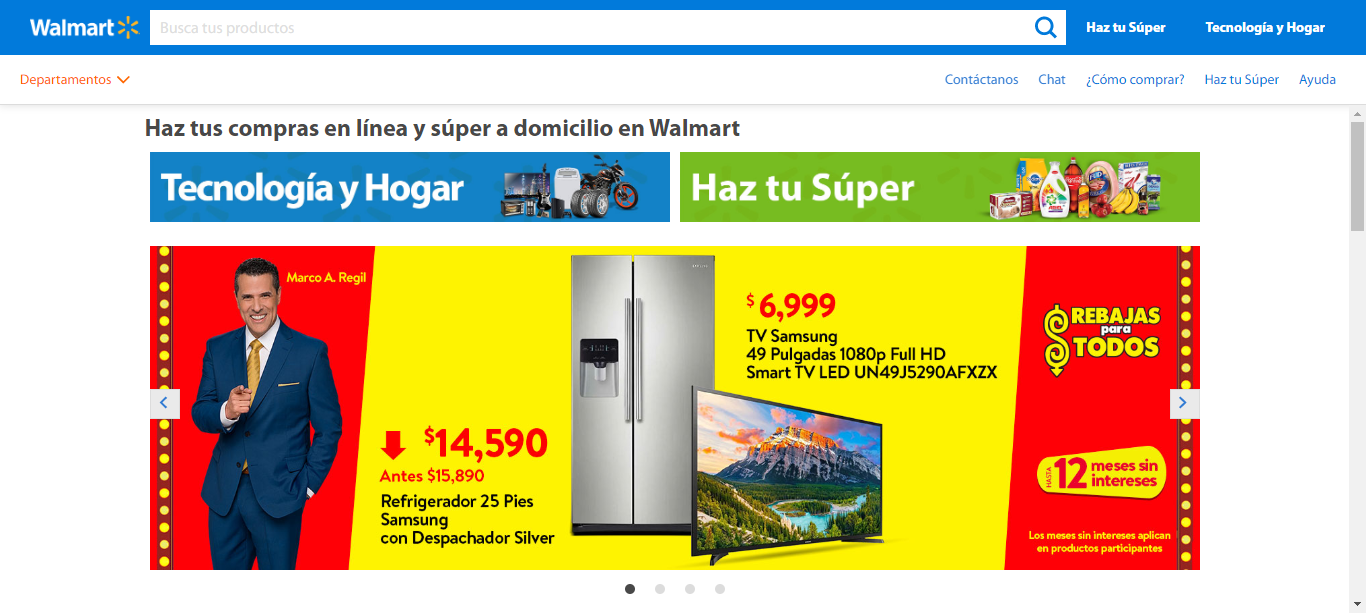 Walmart
Busca tus productos
Haz tu Súper
Tecnología y Hogar
Departamentos
Contáctanos
Chat
¿Cómo comprar?
Haz tu Súper
Ayuda
Haz tus compras en línea y súper a domicilio en Walmart
Tecnología y Hogar
Haz tu Súper
Marco A. Regil
$14,590
Antes $15,890
Refrigerador 25 Pies
Samsung
con Despachador Silver
$6,999
TV Samsung
49 Pulgadas 1080p Full HD
Smart TV LED UN49J5290AFXZX
REBAJAS
para
TODOS
HASTA
12 meses sin
intereses
Los meses sin intereses aplican
en productos participantes